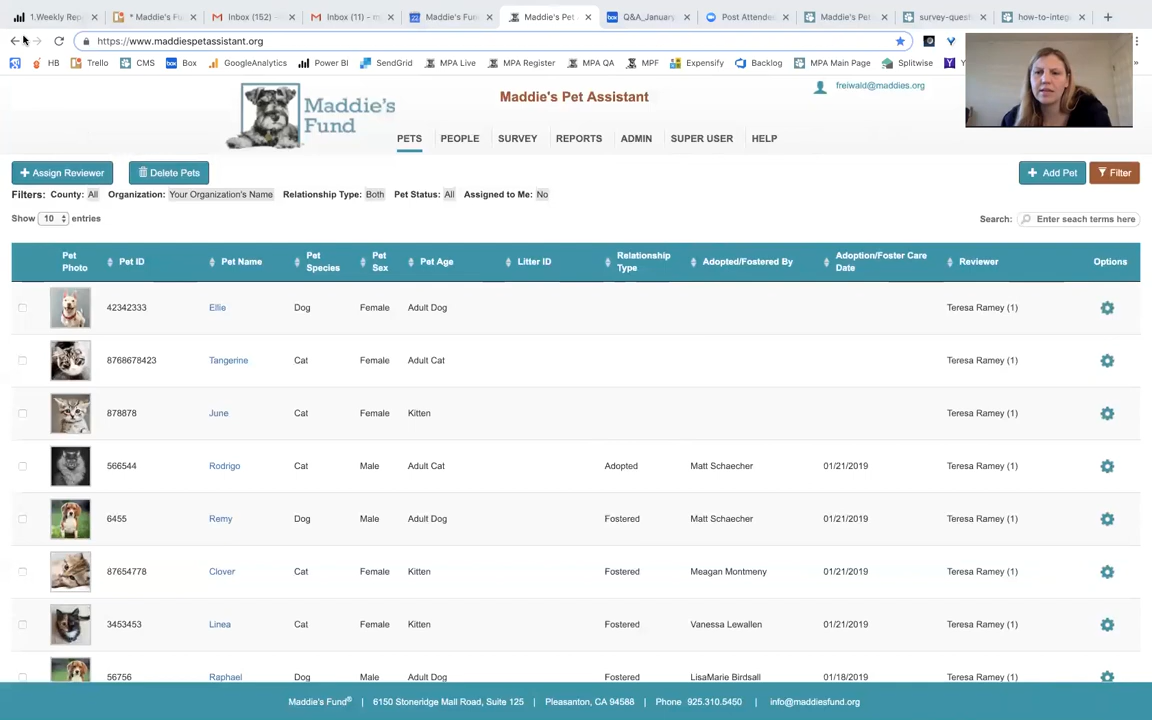 1.Weekly Rep
* Maddie's Fu
Inbox (152) -
Inbox (11) - m
Maddie's Fun
Maddie's Pet
Q&A_January
Post Attende
Maddie's Pet
survey-quest
how-to-integ
https://www.maddiespetassistant.org
HB Trello CMS Box GoogleAnalytics Power BI SendGrid MPA Live MPA Register MPA QA MPF Expensify Backlog MPA Main Page Splitwise
Maddie's
Fund
Maddie's Pet Assistant
freiwald@maddies.org
PETS PEOPLE SURVEY REPORTS ADMIN SUPER USER HELP
+ Assign Reviewer Delete Pets + Add Pet Filter
Filters: County: All Organization: Your Organization's Name Relationship Type: Both Pet Status: All Assigned to Me: No
Show 10 entries Search: Enter seach terms here
Pet Photo Pet ID Pet Name Pet Species Pet Sex Pet Age Litter ID Relationship Type Adopted/Fostered By Adoption/Foster Care Date Reviewer Options
42342333 Ellie Dog Female Adult Dog Teresa Ramey (1)
8768678423 Tangerine Cat Female Adult Cat Teresa Ramey (1)
878878 June Cat Female Kitten Teresa Ramey (1)
566544 Rodrigo Cat Male Adult Cat Adopted Matt Schaecher 01/21/2019 Teresa Ramey (1)
6455 Remy Dog Male Adult Dog Fostered Matt Schaecher 01/21/2019 Teresa Ramey (1)
87654778 Clover Cat Female Kitten Fostered Meagan Montmeny 01/21/2019 Teresa Ramey (1)
3453453 Linea Cat Female Kitten Fostered Vanessa Lewallen 01/21/2019 Teresa Ramey (1)
56756 Raphael Dog Male Adult Dog Fostered LisaMarie Birdsall 01/18/2019 Teresa Ramey (1)
Maddie's Fund® | 6150 Stoneridge Mall Road, Suite 125 | Pleasanton, CA 94588 | Phone 925.310.5450 | info@maddiesfund.org